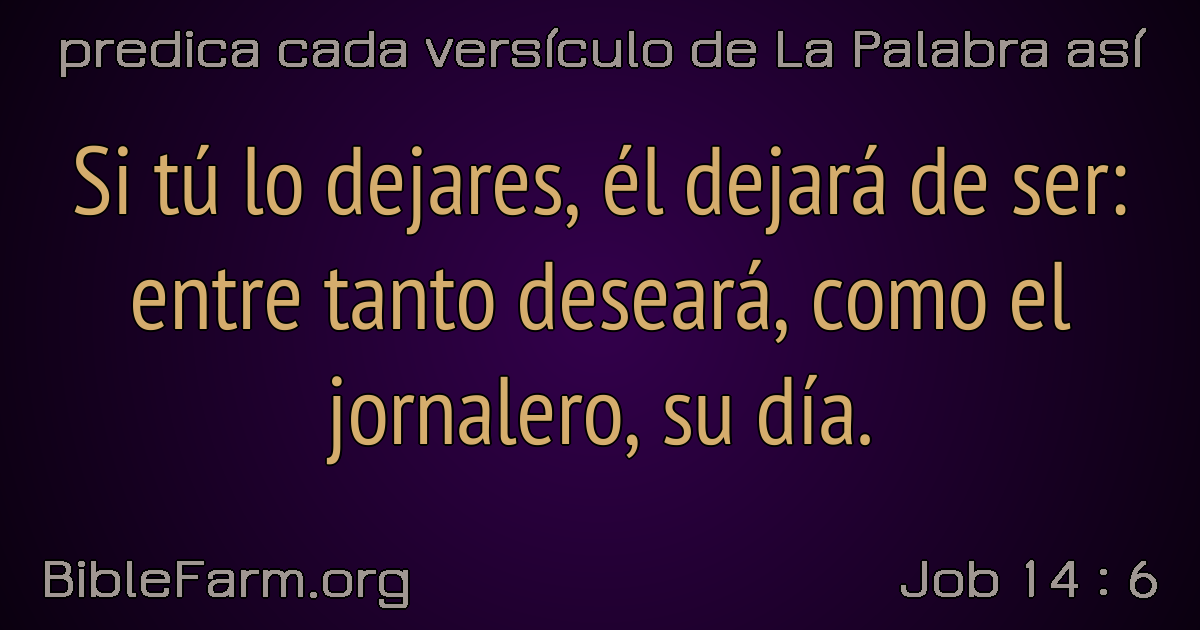 predica cada versículo de La Palabra así
Si tú lo dejares, él dejará de ser:
entre tanto deseará, como el
jornalero, su día.
BibleFarm.org
Job 14 : 6